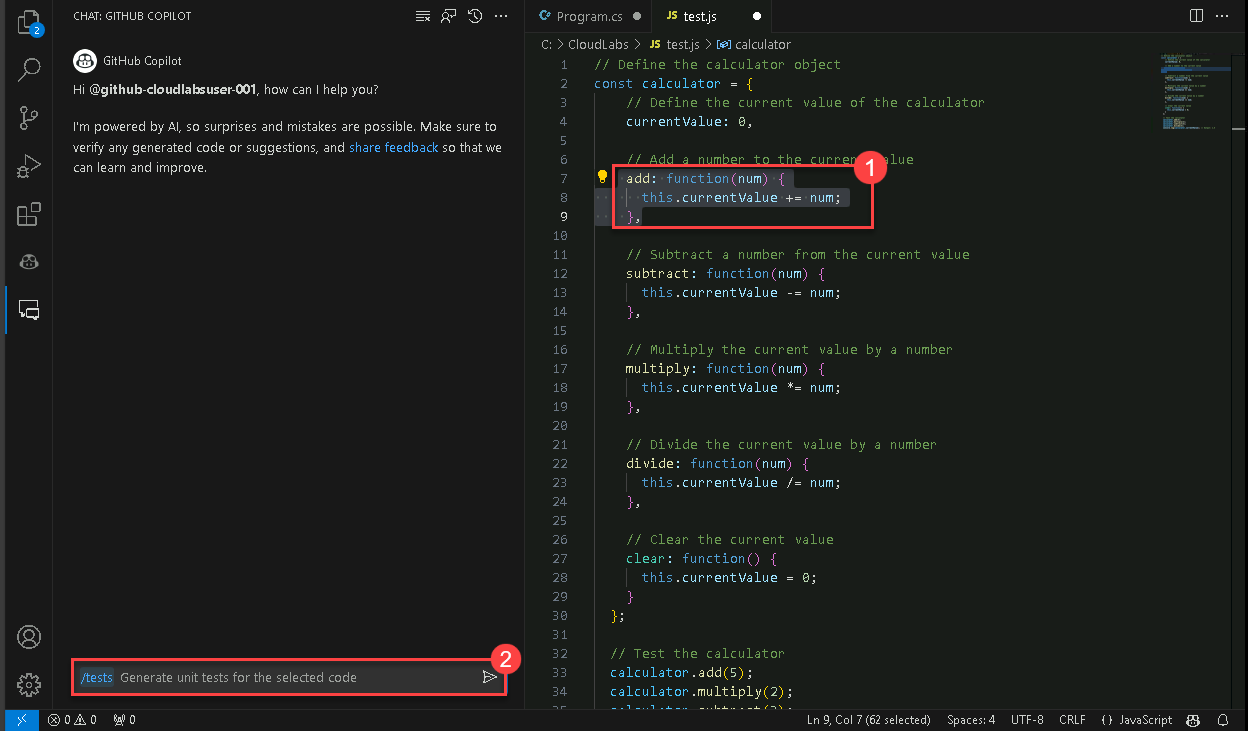 2
CHAT: GITHUB COPILOT
GitHub Copilot
Hi @github-cloudlabsuser-001, how can I help you?
I'm powered by AI, so surprises and mistakes are possible. Make sure to
verify any generated code or suggestions, and share feedback so that we
can learn and improve.
/tests Generate unit tests for the selected code
2
Program.cs
JS test.js
C: > CloudLabs > JS test.js > calculator
1 // Define the calculator object
2 const calculator = {
3 // Define the current value of the calculator
4 currentValue: 0,
5
6 // Add a number to the current value
1
7 add: function(num) {
8 this.currentValue += num;
9 },
10
11 // Subtract a number from the current value
12 subtract: function(num) {
13 this.currentValue -= num;
14 },
15
16 // Multiply the current value by a number
17 multiply: function(num) {
18 this.currentValue *= num;
19 },
20
21 // Divide the current value by a number
22 divide: function(num) {
23 this.currentValue /= num;
24 },
25
26 // Clear the current value
27 clear: function() {
28 this.currentValue = 0;
29 }
30 };
31
32 // Test the calculator
33 calculator.add(5);
34 calculator.multiply(2);
0 0 0
Ln 9, Col 7 (62 selected) Spaces: 4 UTF-8 CRLF {} JavaScript